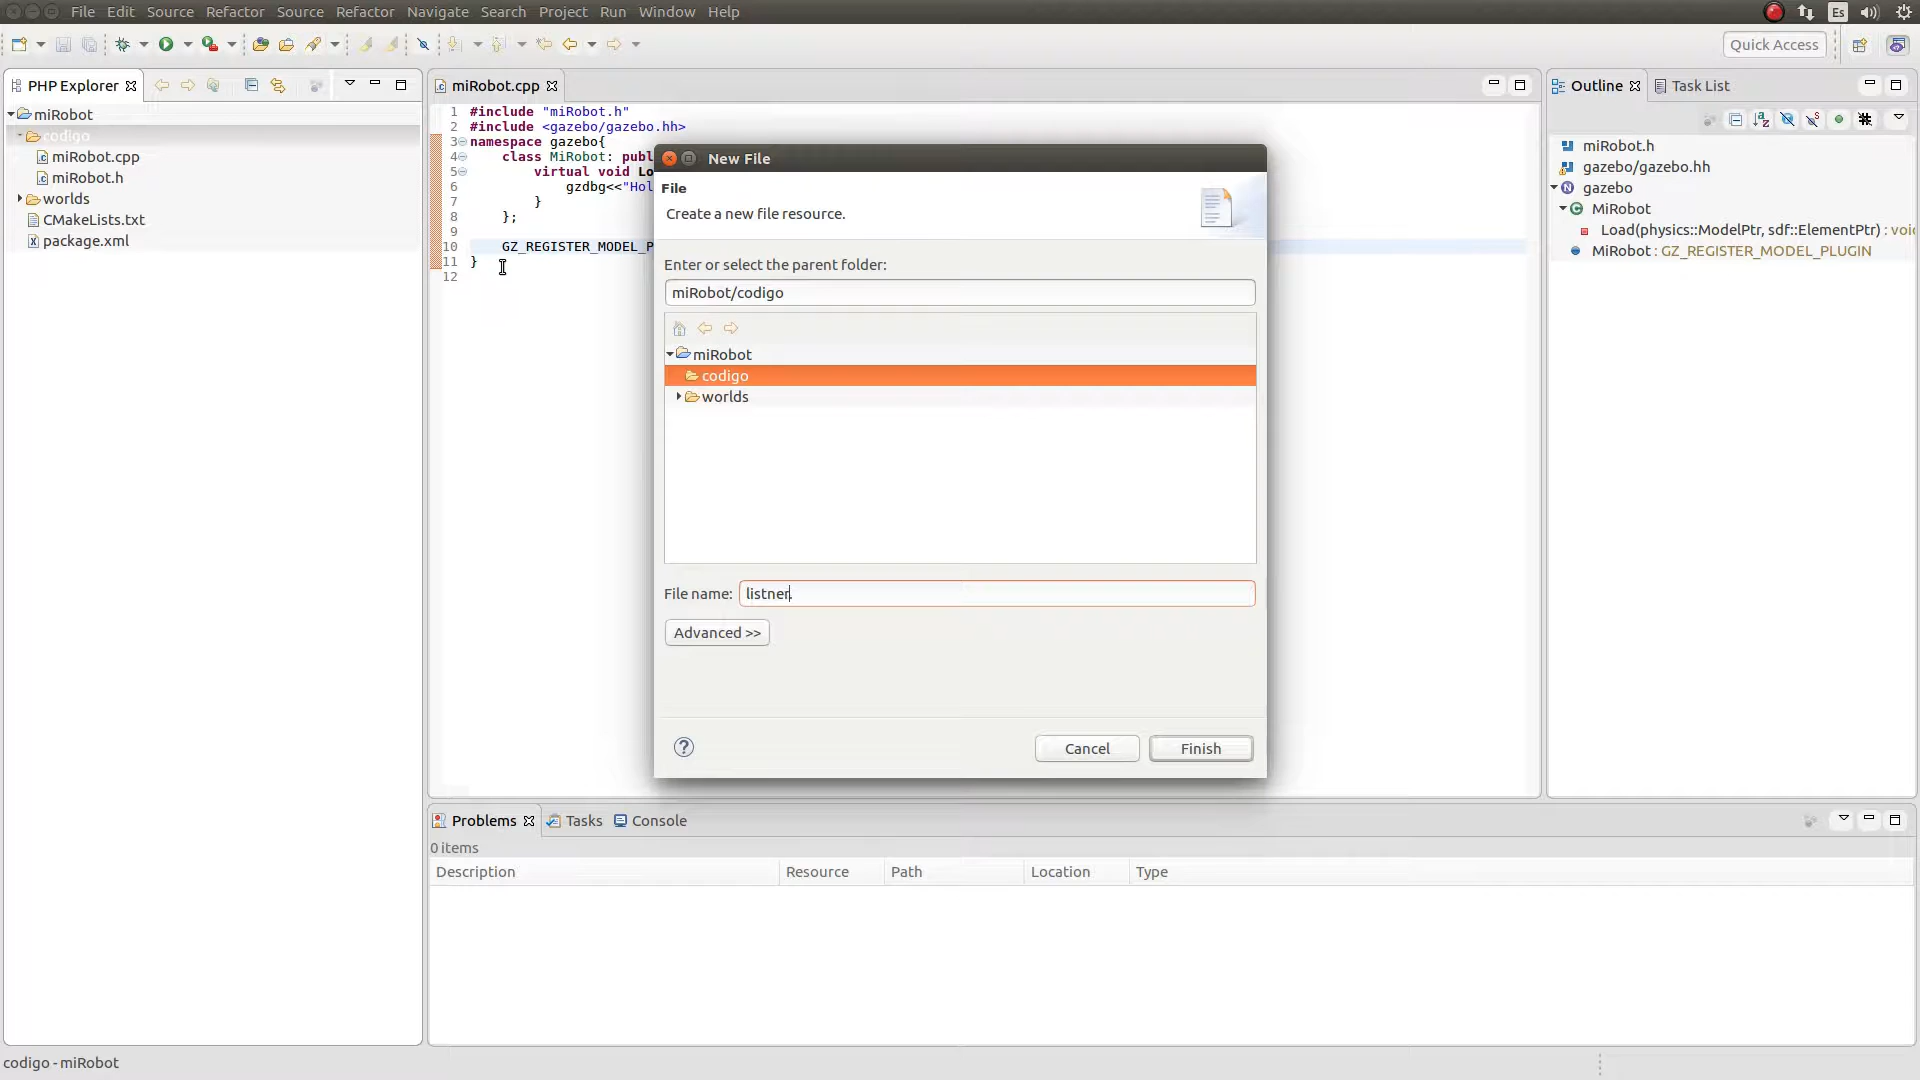 File Edit Source Refactor Source Refactor Navigate Search Project Run Window Help
Es
Quick Access
PHP Explorer
miRobot
codigo
miRobot.cpp
miRobot.h
worlds
CMakeLists.txt
package.xml
miRobot.cpp
1 #include "miRobot.h"
2 #include <gazebo/gazebo.hh>
3 namespace gazebo{
4 class MiRobot: publ
5 virtual void Lo
6 gzdbg<<"Hol
7 }
8 };
9
10 GZ_REGISTER_MODEL_P
11 }
12
New File
File
Create a new file resource.
Enter or select the parent folder:
miRobot/codigo
miRobot
codigo
worlds
File name: listner.
Advanced >>
?
Cancel
Finish
Outline
Task List
miRobot.h
gazebo/gazebo.hh
gazebo
MiRobot
Load(physics::ModelPtr, sdf::ElementPtr) : voi
MiRobot : GZ_REGISTER_MODEL_PLUGIN
Problems
Tasks
Console
0 items
Description Resource Path Location Type
codigo - miRobot